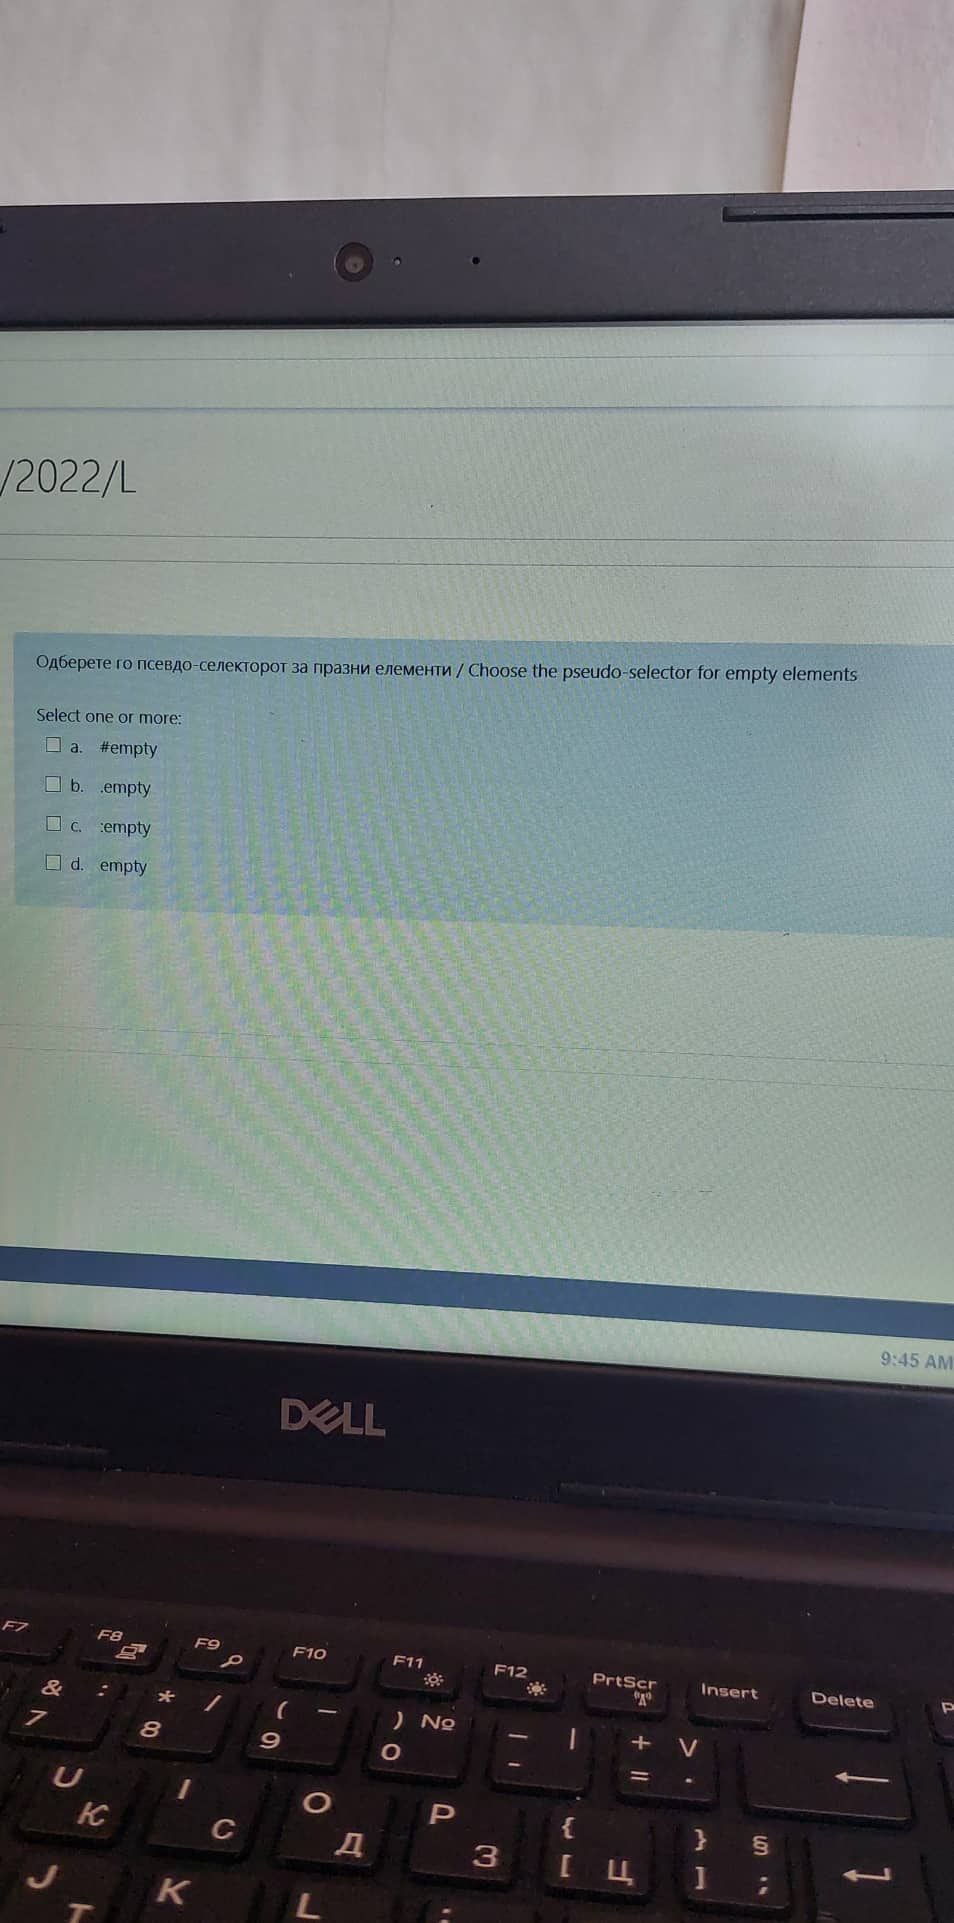 /2022/L
Одберете го псевдо-селекторот за празни елементи / Choose the pseudo-selector for empty elements
Select one or more:
a. #empty
b. .empty
c. :empty
d. empty
9:45 AM
DELL
F7 F8 F9 F10 F11 F12 PrtScr Insert Delete P
& : * / ( – ) № – | + V
7 8 9 0 - = .
U I O P { } §
К С Д З [ Ц ] ;
J K L :
Т